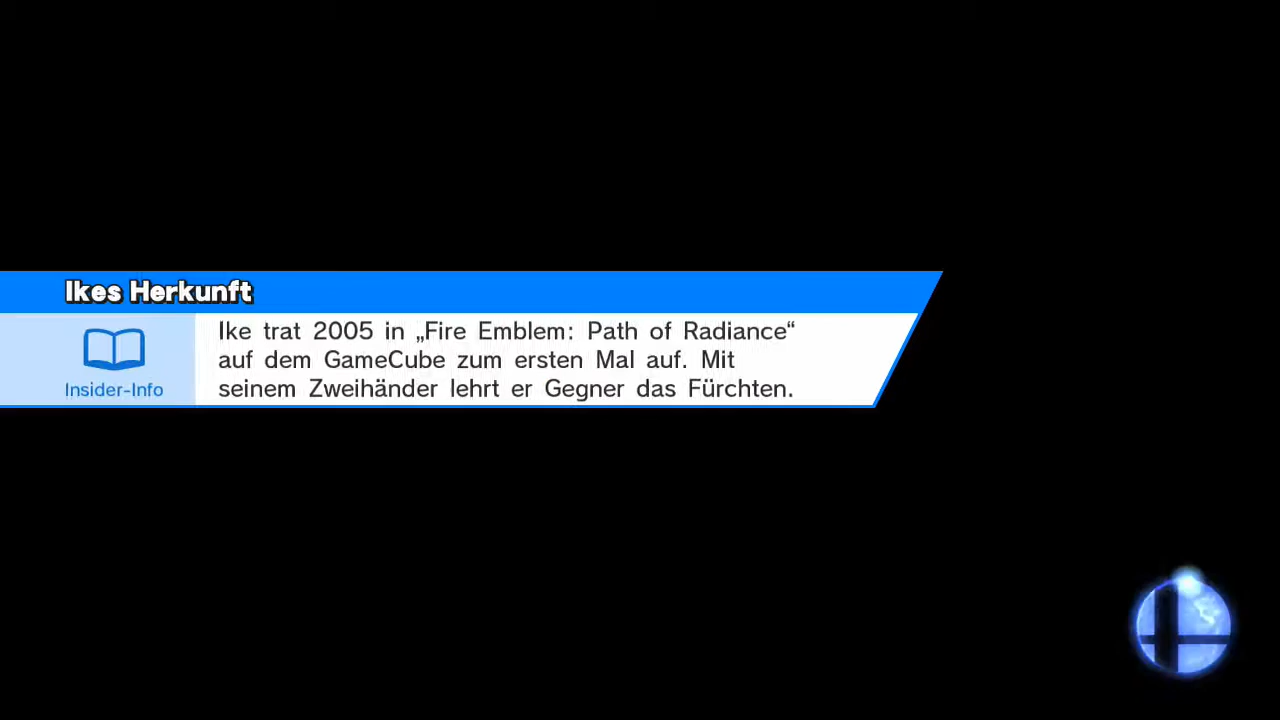 Ikes Herkunft
Insider-Info
Ike trat 2005 in „Fire Emblem: Path of Radiance“
auf dem GameCube zum ersten Mal auf. Mit
seinem Zweihänder lehrt er Gegner das Fürchten.